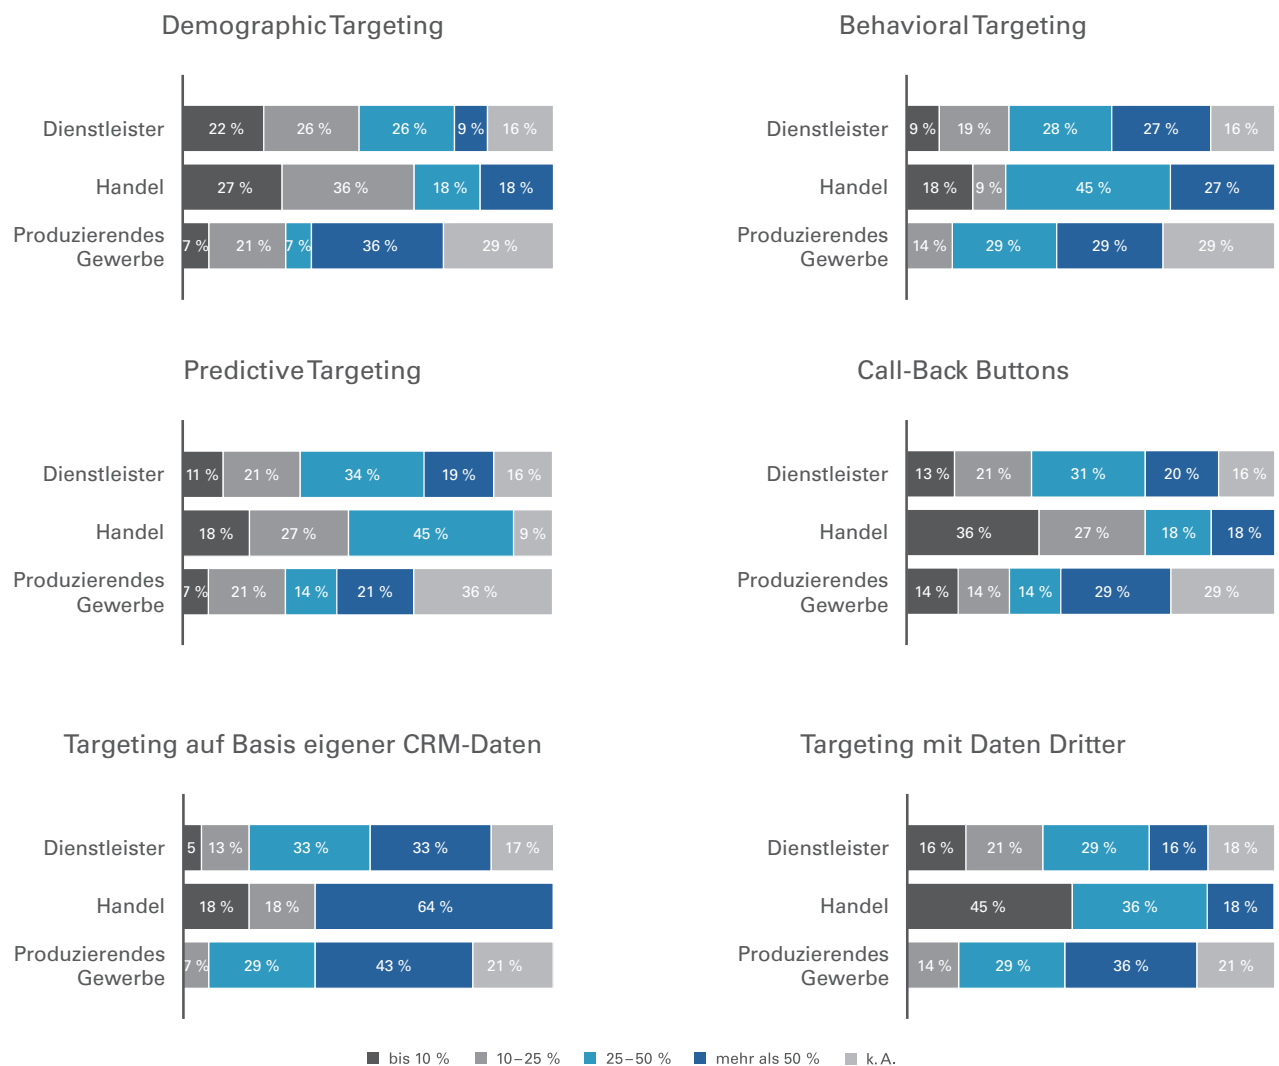 Demographic Targeting
Dienstleister
22 % 26 % 26 % 9 % 16 %
Handel
27 % 36 % 18 % 18 %
Produzierendes
Gewerbe
7 % 21 % 7 % 36 % 29 %
Behavioral Targeting
Dienstleister
9 % 19 % 28 % 27 % 16 %
Handel
18 % 9 % 45 % 27 %
Produzierendes
Gewerbe
14 % 29 % 29 % 29 %
Predictive Targeting
Dienstleister
11 % 21 % 34 % 19 % 16 %
Handel
18 % 27 % 45 % 9 %
Produzierendes
Gewerbe
7 % 21 % 14 % 21 % 36 %
Call-Back Buttons
Dienstleister
13 % 21 % 31 % 20 % 16 %
Handel
36 % 27 % 18 % 18 %
Produzierendes
Gewerbe
14 % 14 % 14 % 29 % 29 %
Targeting auf Basis eigener CRM-Daten
Dienstleister
5 13 % 33 % 33 % 17 %
Handel
18 % 18 % 64 %
Produzierendes
Gewerbe
7 % 29 % 43 % 21 %
Targeting mit Daten Dritter
Dienstleister
16 % 21 % 29 % 16 % 18 %
Handel
45 % 36 % 18 %
Produzierendes
Gewerbe
14 % 29 % 36 % 21 %
bis 10 % 10–25 % 25–50 % mehr als 50 % k. A.